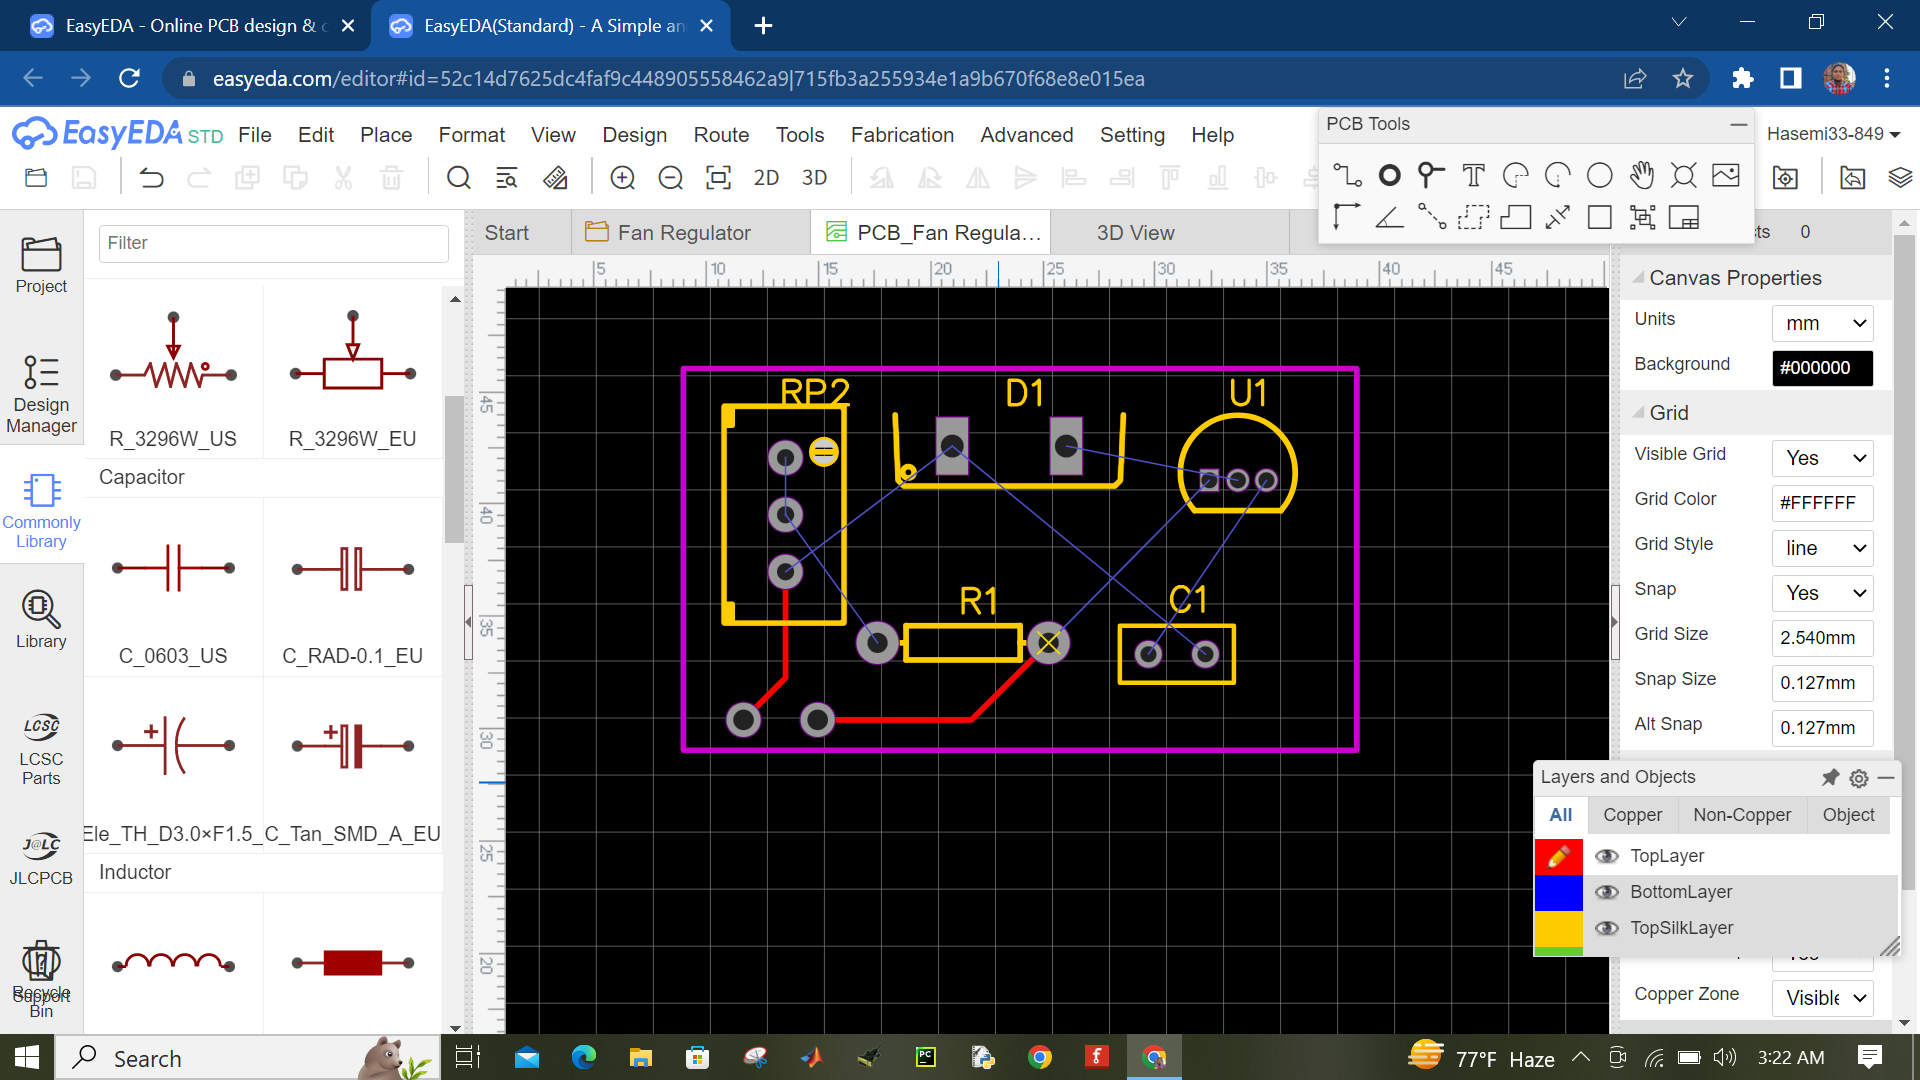 EasyEDA - Online PCB design & c
EasyEDA(Standard) - A Simple an
easyeda.com/editor#id=52c14d7625dc4faf9c448905558462a9|715fb3a255934e1a9b670f68e8e015ea
EasyEDA STD File Edit Place Format View Design Route Tools Fabrication Advanced Setting Help
PCB Tools
Hasemi33-849
2D 3D
T
Start Fan Regulator PCB_Fan Regula... 3D View
ts 0
Filter
Project
Design Manager
Commonly Library
Library
LCSC
LCSC Parts
J@LC
JLCPCB
Recycle Bin
Support
R_3296W_US R_3296W_EU
Capacitor
C_0603_US C_RAD-0.1_EU
Ele_TH_D3.0×F1.5_ C_Tan_SMD_A_EU
Inductor
5 10 15 20 25 30 35 40 45
45
40
35
30
25
20
RP2 D1 U1
R1 C1
Canvas Properties
Units mm
Background #000000
Grid
Visible Grid Yes
Grid Color #FFFFFF
Grid Style line
Snap Yes
Grid Size 2.540mm
Snap Size 0.127mm
Alt Snap 0.127mm
Layers and Objects
All Copper Non-Copper Object
TopLayer
BottomLayer
TopSilkLayer
Copper Zone Visible
Search
PC
77°F Haze 3:22 AM